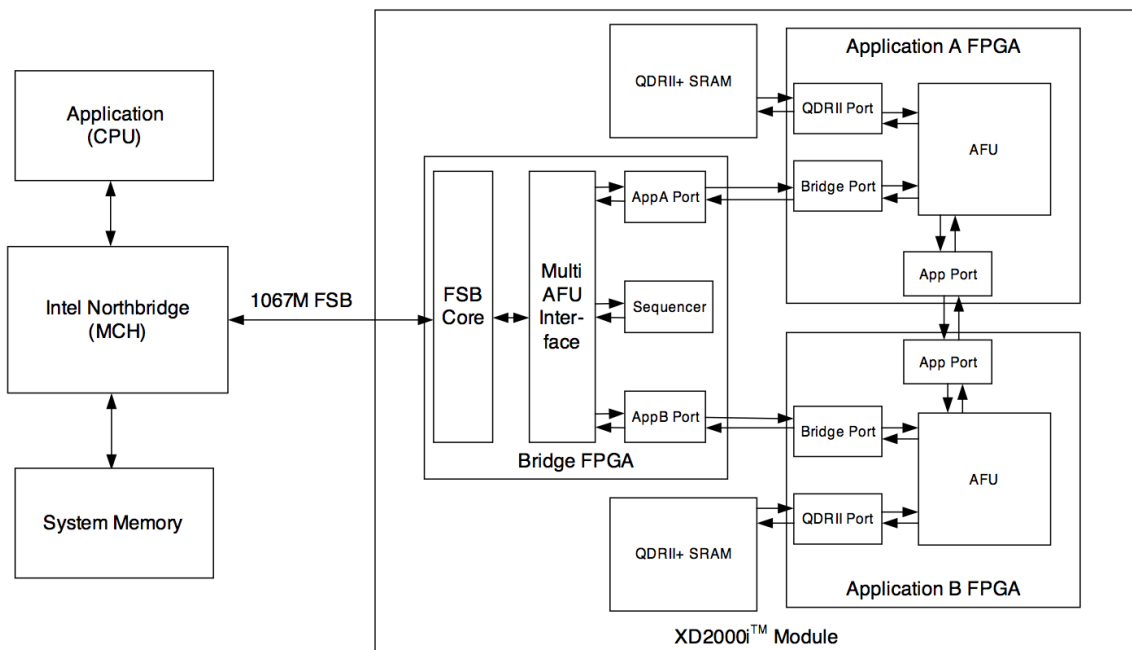 Application
(CPU)
Intel Northbridge
(MCH)
System Memory
1067M FSB
FSB
Core
Multi
AFU
Inter-
face
AppA Port
Sequencer
AppB Port
Bridge FPGA
QDRII+ SRAM
Application A FPGA
QDRII Port
AFU
Bridge Port
App Port
App Port
Bridge Port
AFU
QDRII Port
Application B FPGA
QDRII+ SRAM
XD2000i™ Module